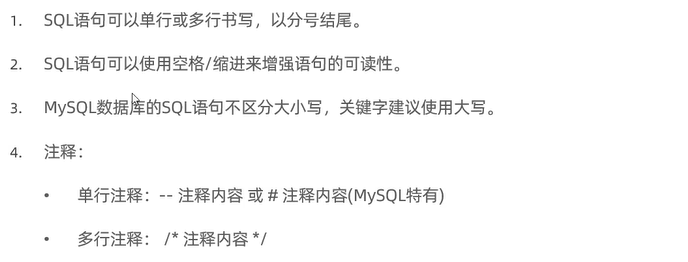 1. SQL语句可以单行或多行书写，以分号结尾。
2. SQL语句可以使用空格/缩进来增强语句的可读性。
3. MySQL数据库的SQL语句不区分大小写，关键字建议使用大写。
4. 注释：
• 单行注释：-- 注释内容 或 # 注释内容(MySQL特有)
• 多行注释： /* 注释内容 */